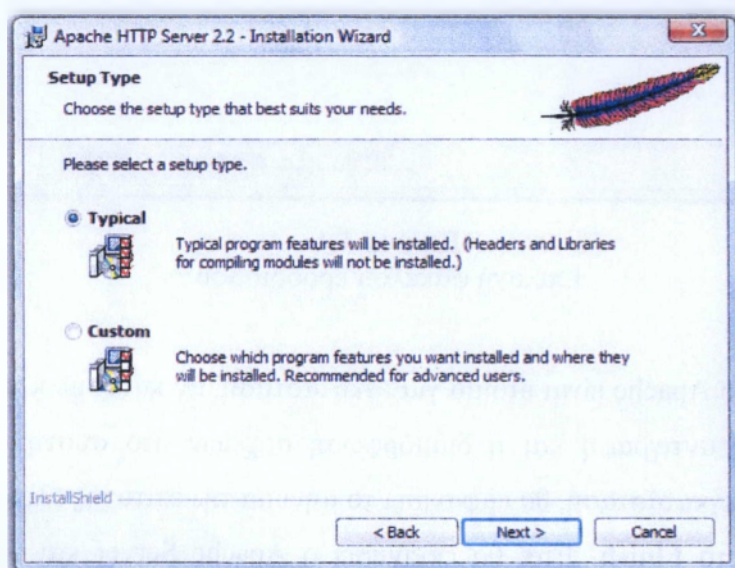 Apache HTTP Server 2.2 - Installation Wizard
Setup Type
Choose the setup type that best suits your needs.
Please select a setup type.
Typical
Typical program features will be installed. (Headers and Libraries
for compiling modules will not be installed.)
Custom
Choose which program features you want installed and where they
will be installed. Recommended for advanced users.
InstallShield
< Back
Next >
Cancel